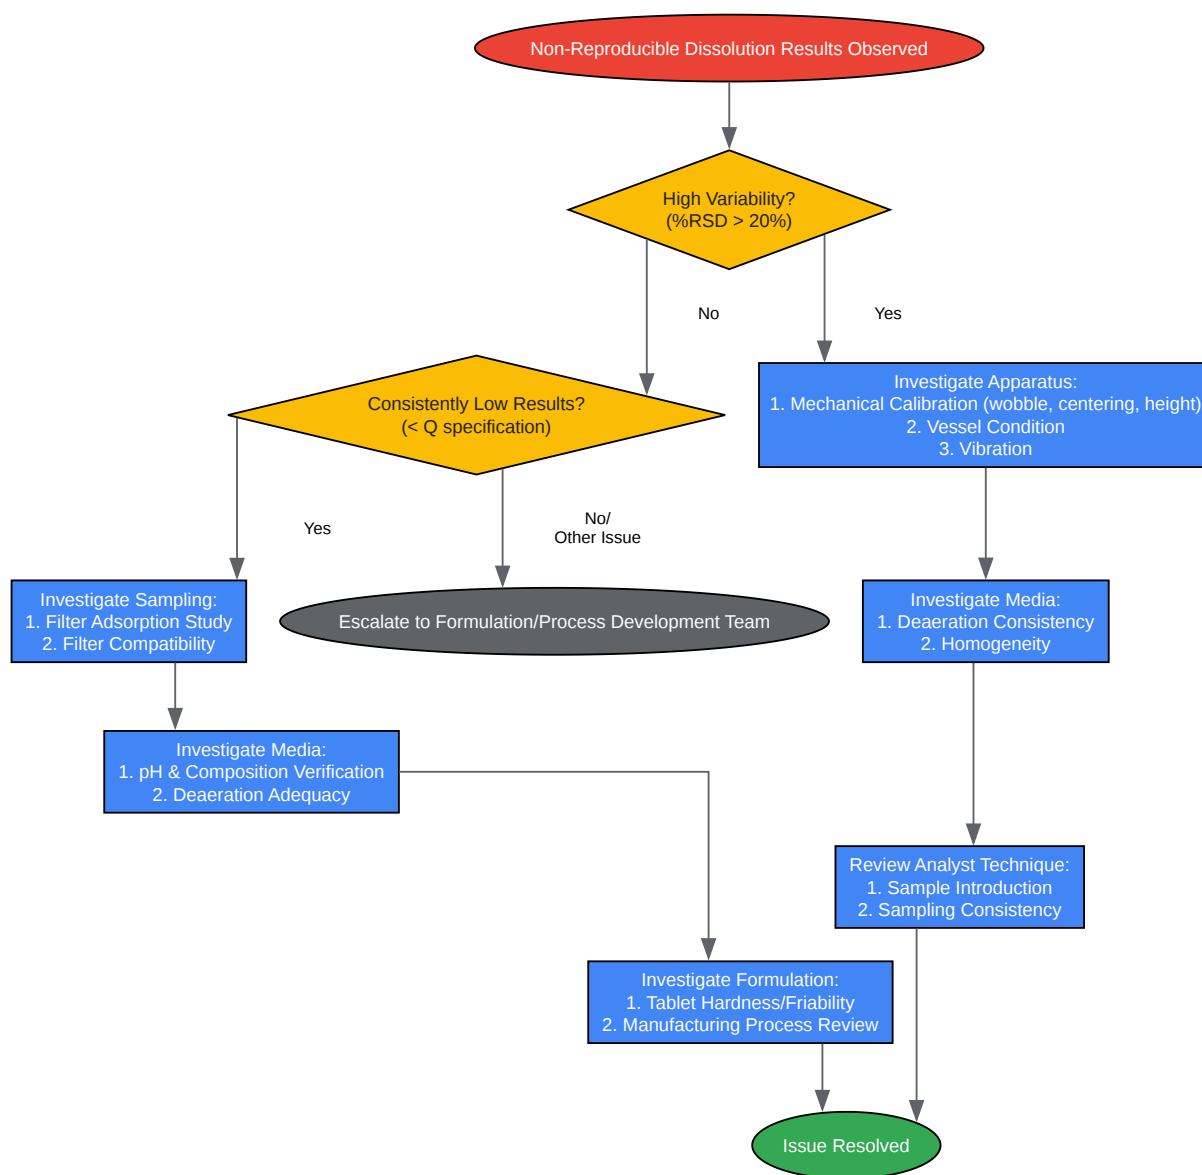 Non-Reproducible Dissolution Results Observed
High Variability?
(%RSD > 20%)
No
Yes
Consistently Low Results?
(< Q specification)
Investigate Apparatus:
1. Mechanical Calibration (wobble, centering, height)
2. Vessel Condition
3. Vibration
Yes
No/
Other Issue
Investigate Sampling:
1. Filter Adsorption Study
2. Filter Compatibility
Escalate to Formulation/Process Development Team
Investigate Media:
1. Deaeration Consistency
2. Homogeneity
Investigate Media:
1. pH & Composition Verification
2. Deaeration Adequacy
Review Analyst Technique:
1. Sample Introduction
2. Sampling Consistency
Investigate Formulation:
1. Tablet Hardness/Friability
2. Manufacturing Process Review
Issue Resolved